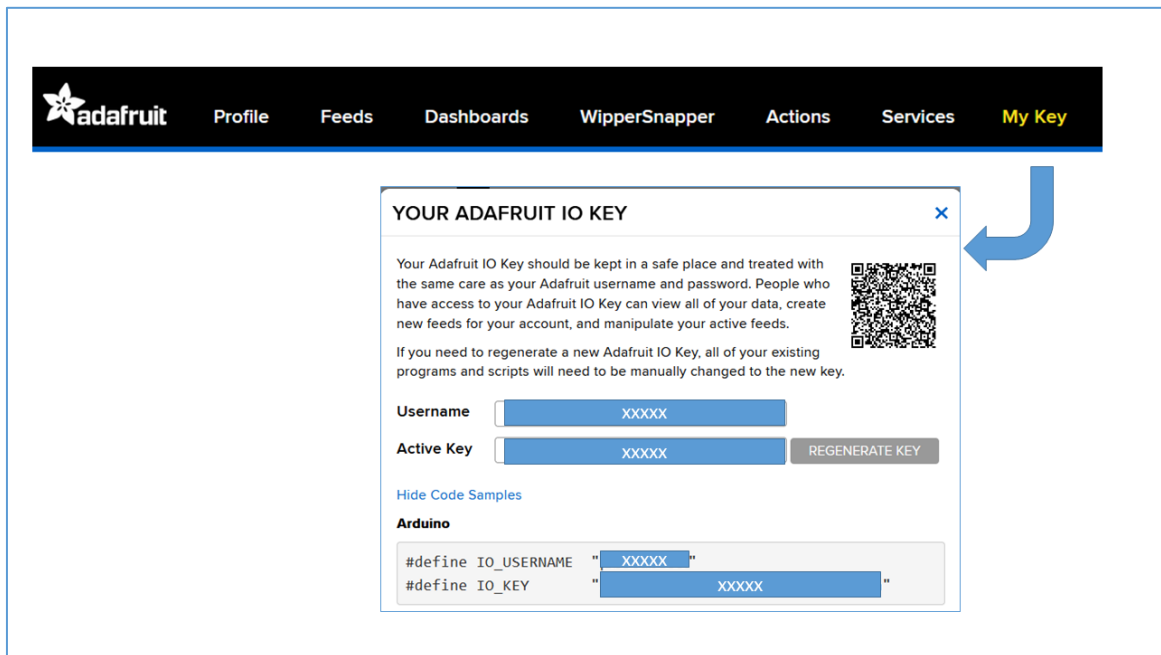 adafruit Profile Feeds Dashboards WipperSnapper Actions Services My Key
YOUR ADAFRUIT IO KEY ×
Your Adafruit IO Key should be kept in a safe place and treated with
the same care as your Adafruit username and password. People who
have access to your Adafruit IO Key can view all of your data, create
new feeds for your account, and manipulate your active feeds.
If you need to regenerate a new Adafruit IO Key, all of your existing
programs and scripts will need to be manually changed to the new key.
Username XXXXX
Active Key XXXXX REGENERATE KEY
Hide Code Samples
Arduino
#define IO_USERNAME "XXXXX"
#define IO_KEY "XXXXX"